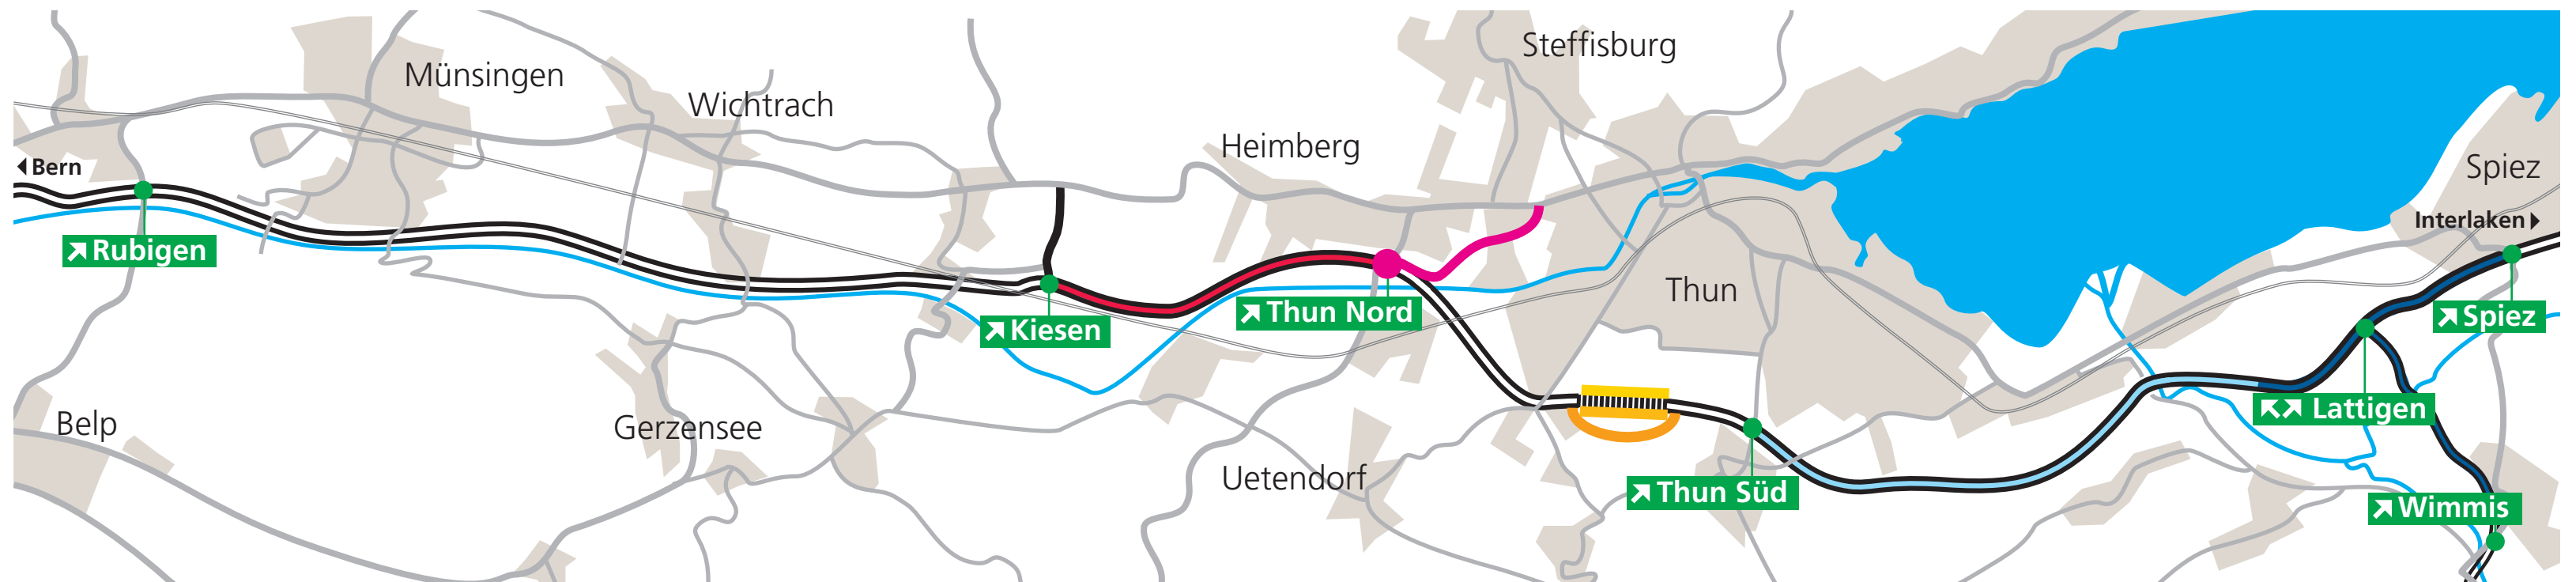 Steffisburg
Münsingen
Wichtrach
Heimberg
Bern
Spiez
Interlaken
Rubigen
Thun
Thun Nord
Kiesen
Spiez
Lattigen
Belp
Gerzensee
Uetendorf
Thun Süd
Wimmis